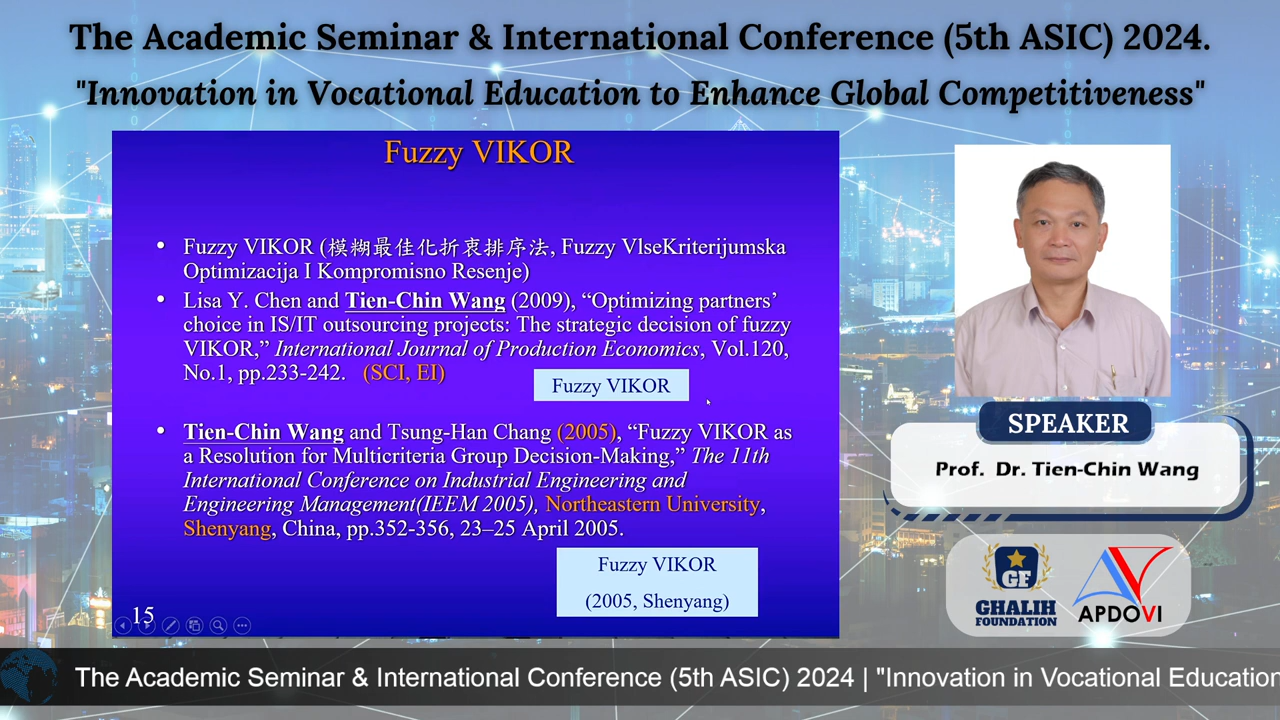 The Academic Seminar & International Conference (5th ASIC) 2024.
"Innovation in Vocational Education to Enhance Global Competitiveness"
Fuzzy VIKOR
• Fuzzy VIKOR (模糊最佳化折衷排序法, Fuzzy VlseKriterijumska
Optimizacija I Kompromisno Resenje)
• Lisa Y. Chen and Tien-Chin Wang (2009), “Optimizing partners’
choice in IS/IT outsourcing projects: The strategic decision of fuzzy
VIKOR,” International Journal of Production Economics, Vol.120,
No.1, pp.233-242. (SCI, EI)
Fuzzy VIKOR
• Tien-Chin Wang and Tsung-Han Chang (2005), “Fuzzy VIKOR as
a Resolution for Multicriteria Group Decision-Making,” The 11th
International Conference on Industrial Engineering and
Engineering Management(IEEM 2005), Northeastern University,
Shenyang, China, pp.352-356, 23–25 April 2005.
Fuzzy VIKOR
(2005, Shenyang)
15
SPEAKER
Prof. Dr. Tien-Chin Wang
GF
GHALIH
FOUNDATION
APDOVI
The Academic Seminar & International Conference (5th ASIC) 2024 | "Innovation in Vocational Education